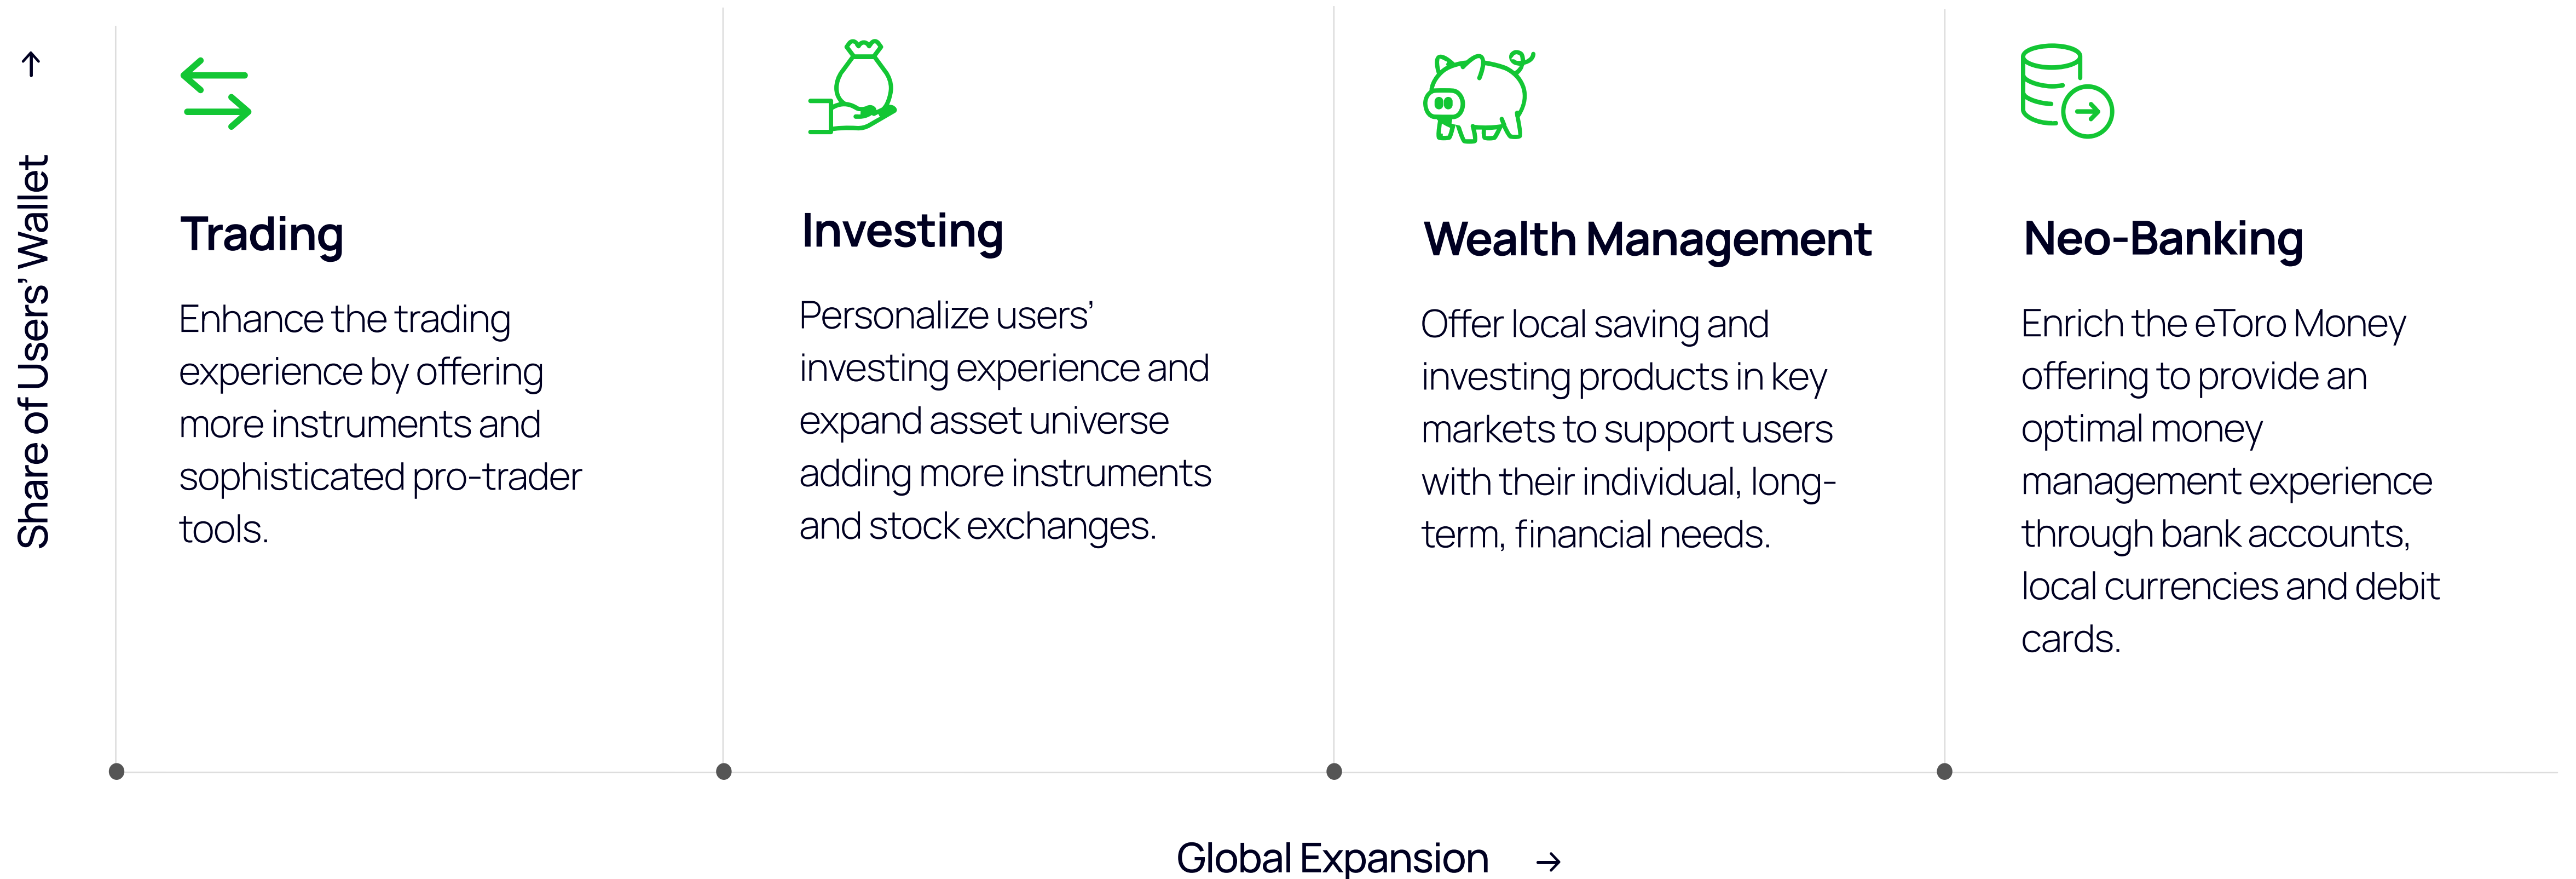 Share of Users’ Wallet →
Trading
Enhance the trading
experience by offering
more instruments and
sophisticated pro-trader
tools.
Investing
Personalize users’
investing experience and
expand asset universe
adding more instruments
and stock exchanges.
Wealth Management
Offer local saving and
investing products in key
markets to support users
with their individual, long-
term, financial needs.
Neo-Banking
Enrich the eToro Money
offering to provide an
optimal money
management experience
through bank accounts,
local currencies and debit
cards.
Global Expansion →